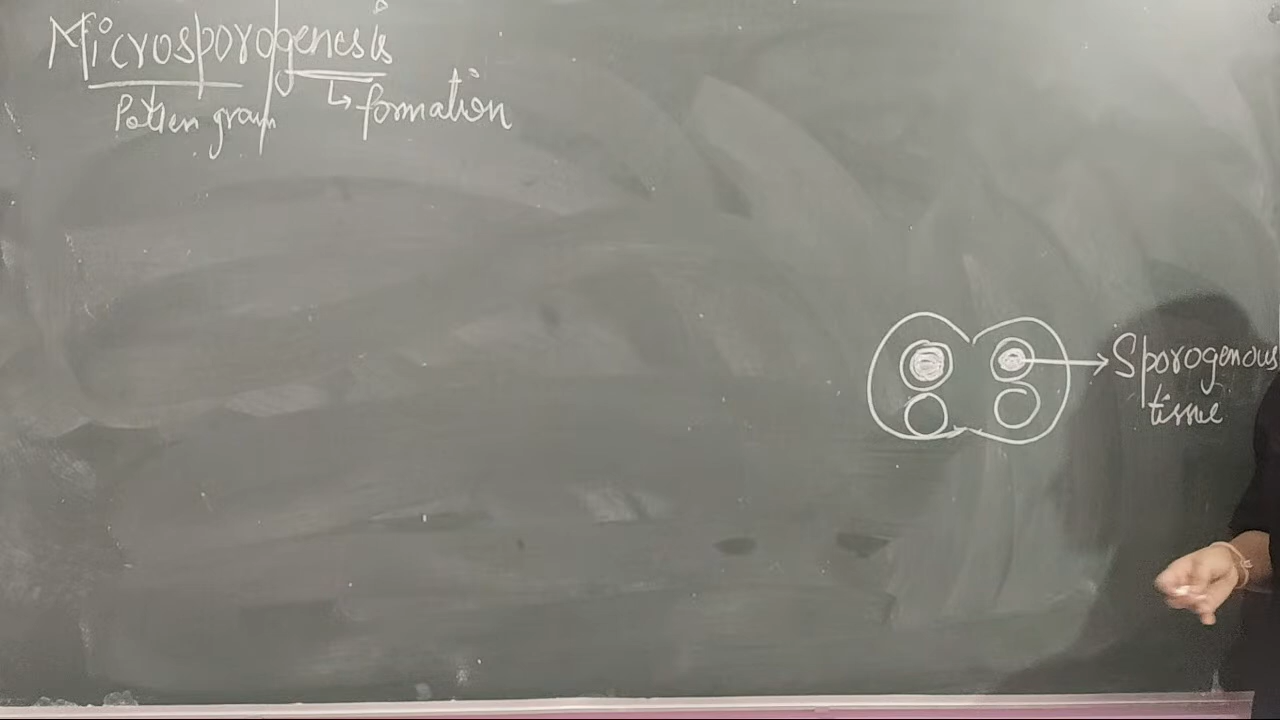 Microsporogenesis
Pollen grain → formation
Sporogenous
tissue